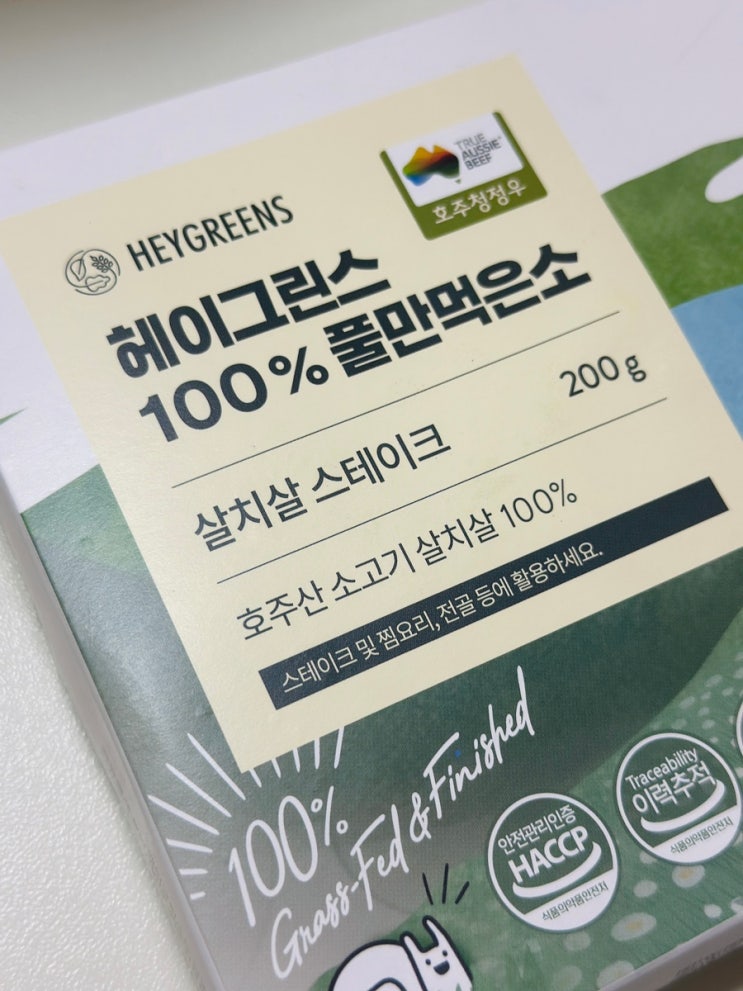 TRUE
AUSSIE
BEEF
호주청정우
HEYGREENS
헤이그린스
100% 풀만먹은소
200g
살치살 스테이크
호주산 소고기 살치살 100%
스테이크 및 찜요리, 전골 등에 활용하세요.
100%
Grass-Fed & Finished
Traceability
이력추적
식품의약품안전처
안전관리인증
HACCP
식품의약품안전처